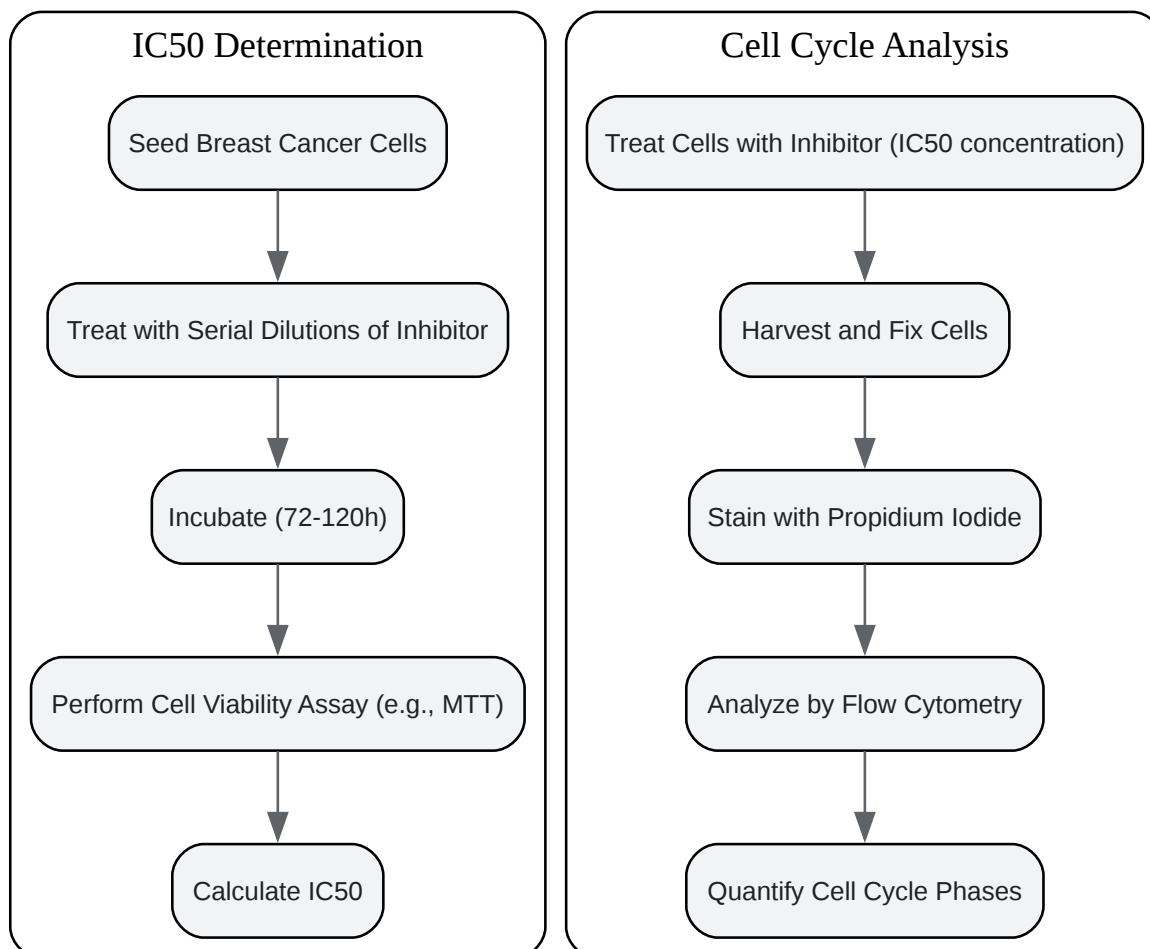 IC50 Determination
Seed Breast Cancer Cells
Treat with Serial Dilutions of Inhibitor
Incubate (72-120h)
Perform Cell Viability Assay (e.g., MTT)
Calculate IC50
Cell Cycle Analysis
Treat Cells with Inhibitor (IC50 concentration)
Harvest and Fix Cells
Stain with Propidium Iodide
Analyze by Flow Cytometry
Quantify Cell Cycle Phases